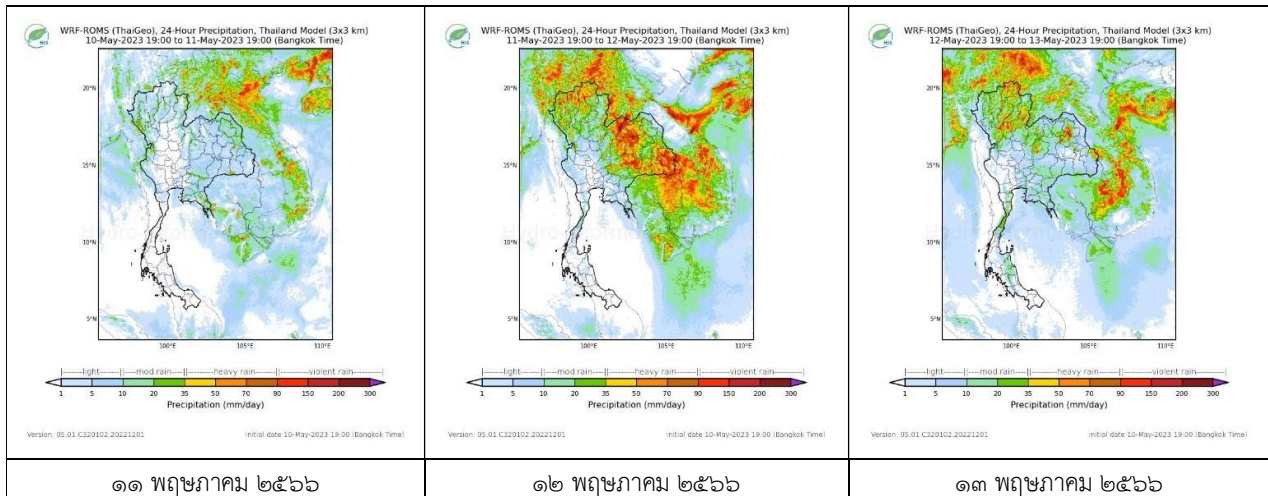 WRF-ROMS (ThaiGeo), 24-Hour Precipitation, Thailand Model (3x3 km)
10-May-2023 19:00 to 11-May-2023 19:00 (Bangkok Time)
20°N
15°N
10°N
5°N
100°E 105°E 110°E
|-------light-------||----mod rain----||---------heavy rain--------||---------violent rain---------|
1 5 10 20 35 50 70 90 150 200 300
Precipitation (mm/day)
Version: 05.01.C320102.20221201 initial date 10-May-2023 19:00 (Bangkok Time)
๑๑ พฤษภาคม ๒๕๖๖
WRF-ROMS (ThaiGeo), 24-Hour Precipitation, Thailand Model (3x3 km)
11-May-2023 19:00 to 12-May-2023 19:00 (Bangkok Time)
20°N
15°N
10°N
5°N
100°E 105°E 110°E
|-------light-------||----mod rain----||---------heavy rain--------||---------violent rain---------|
1 5 10 20 35 50 70 90 150 200 300
Precipitation (mm/day)
Version: 05.01.C320102.20221201 initial date 10-May-2023 19:00 (Bangkok Time)
๑๒ พฤษภาคม ๒๕๖๖
WRF-ROMS (ThaiGeo), 24-Hour Precipitation, Thailand Model (3x3 km)
12-May-2023 19:00 to 13-May-2023 19:00 (Bangkok Time)
20°N
15°N
10°N
5°N
100°E 105°E 110°E
|-------light-------||----mod rain----||---------heavy rain--------||---------violent rain---------|
1 5 10 20 35 50 70 90 150 200 300
Precipitation (mm/day)
Version: 05.01.C320102.20221201 initial date 10-May-2023 19:00 (Bangkok Time)
๑๓ พฤษภาคม ๒๕๖๖